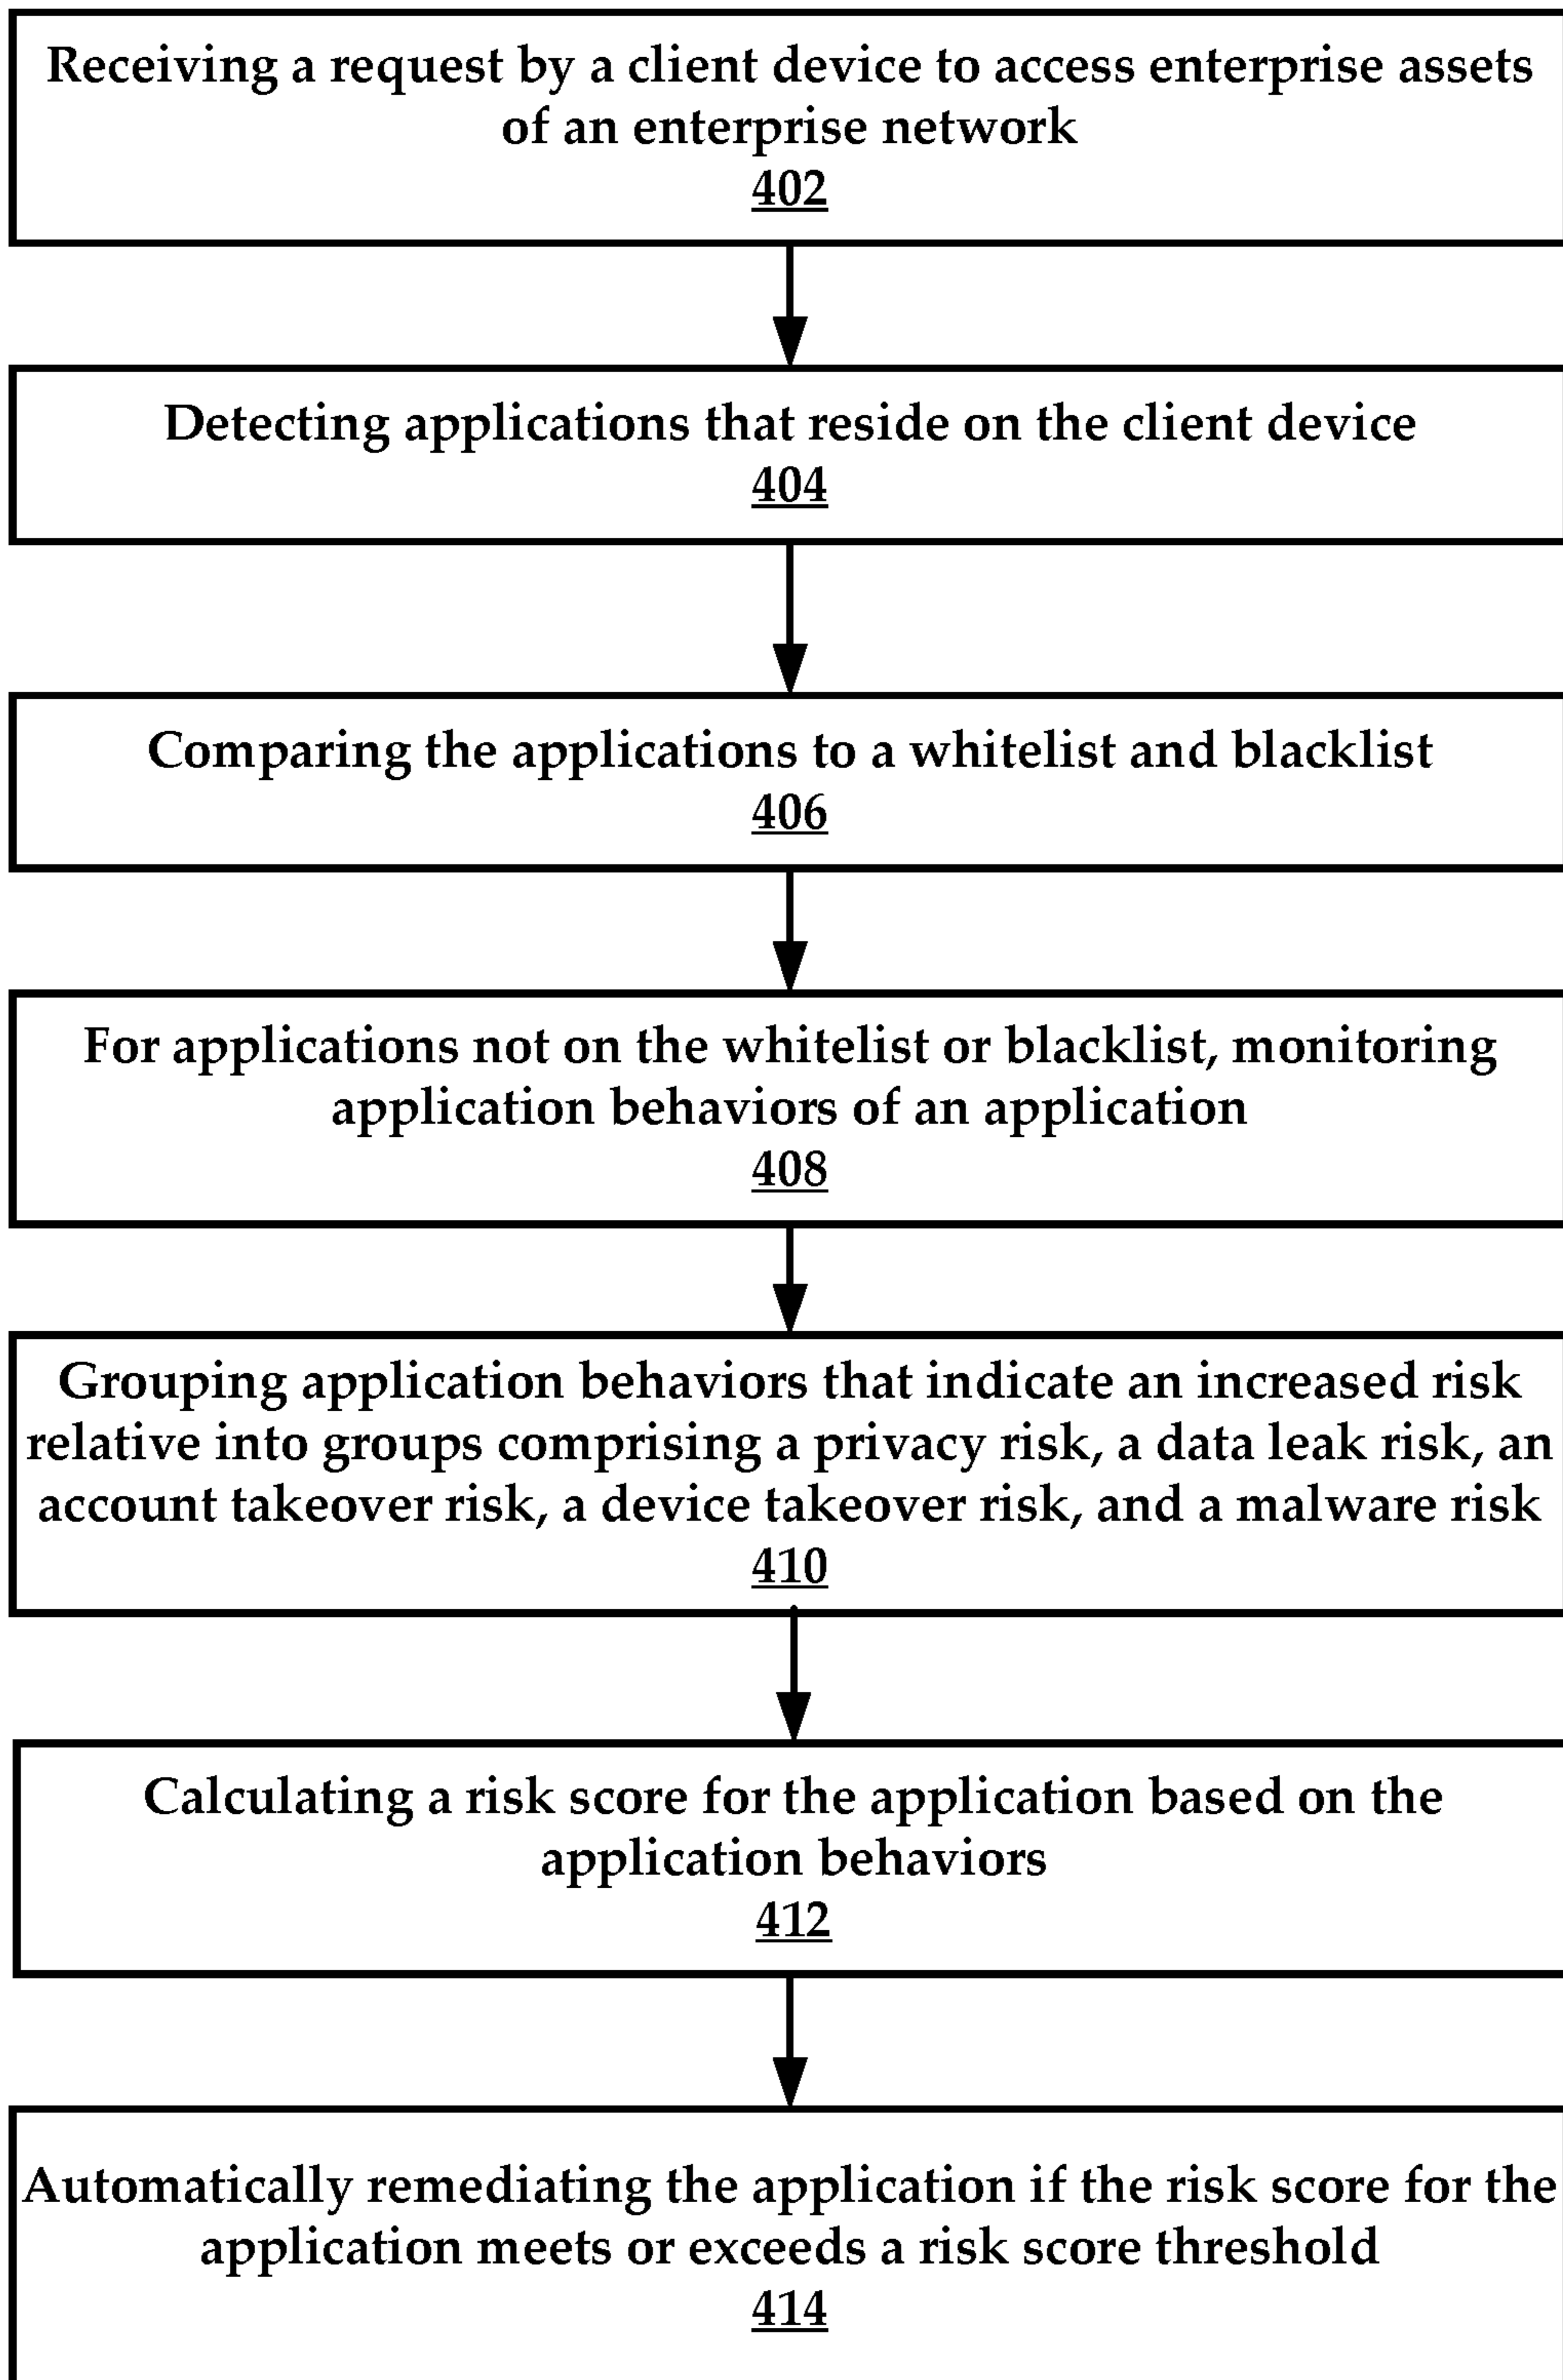 Receiving a request by a client device to access enterprise assets
of an enterprise network
402
Detecting applications that reside on the client device
404
Comparing the applications to a whitelist and blacklist
406
For applications not on the whitelist or blacklist, monitoring
application behaviors of an application
408
Grouping application behaviors that indicate an increased risk
relative into groups comprising a privacy risk, a data leak risk, an
account takeover risk, a device takeover risk, and a malware risk
410
Calculating a risk score for the application based on the
application behaviors
412
Automatically remediating the application if the risk score for the
application meets or exceeds a risk score threshold
414